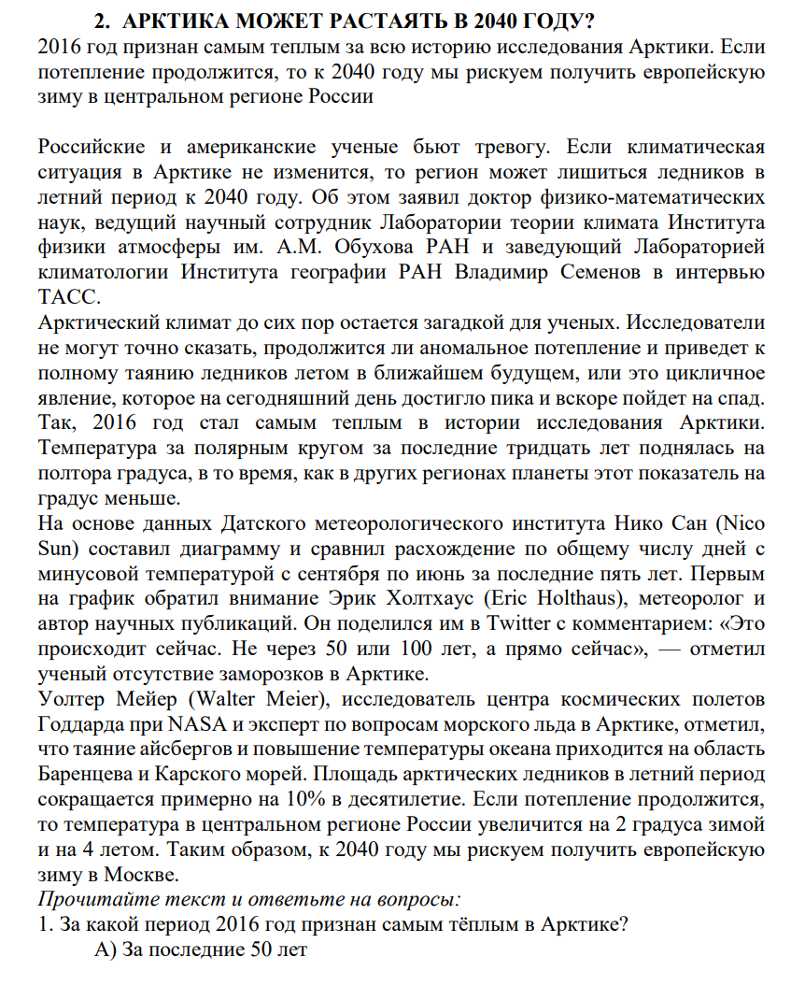 2. АРКТИКА МОЖЕТ РАСТАЯТЬ В 2040 ГОДУ?
2016 год признан самым теплым за всю историю исследования Арктики. Если
потепление продолжится, то к 2040 году мы рискуем получить европейскую
зиму в центральном регионе России
Российские и американские ученые бьют тревогу. Если климатическая
ситуация в Арктике не изменится, то регион может лишиться ледников в
летний период к 2040 году. Об этом заявил доктор физико-математических
наук, ведущий научный сотрудник Лаборатории теории климата Института
физики атмосферы им. А.М. Обухова РАН и заведующий Лабораторией
климатологии Института географии РАН Владимир Семенов в интервью
ТАСС.
Арктический климат до сих пор остается загадкой для ученых. Исследователи
не могут точно сказать, продолжится ли аномальное потепление и приведет к
полному таянию ледников летом в ближайшем будущем, или это цикличное
явление, которое на сегодняшний день достигло пика и вскоре пойдет на спад.
Так, 2016 год стал самым теплым в истории исследования Арктики.
Температура за полярным кругом за последние тридцать лет поднялась на
полтора градуса, в то время, как в других регионах планеты этот показатель на
градус меньше.
На основе данных Датского метеорологического института Нико Сан (Nico
Sun) составил диаграмму и сравнил расхождение по общему числу дней с
минусовой температурой с сентября по июнь за последние пять лет. Первым
на график обратил внимание Эрик Холтхаус (Eric Holthaus), метеоролог и
автор научных публикаций. Он поделился им в Twitter с комментарием: «Это
происходит сейчас. Не через 50 или 100 лет, а прямо сейчас», — отметил
ученый отсутствие заморозков в Арктике.
Уолтер Мейер (Walter Meier), исследователь центра космических полетов
Годдарда при NASA и эксперт по вопросам морского льда в Арктике, отметил,
что таяние айсбергов и повышение температуры океана приходится на область
Баренцева и Карского морей. Площадь арктических ледников в летний период
сокращается примерно на 10% в десятилетие. Если потепление продолжится,
то температура в центральном регионе России увеличится на 2 градуса зимой
и на 4 летом. Таким образом, к 2040 году мы рискуем получить европейскую
зиму в Москве.
Прочитайте текст и ответьте на вопросы:
1. За какой период 2016 год признан самым тёплым в Арктике?
А) За последние 50 лет